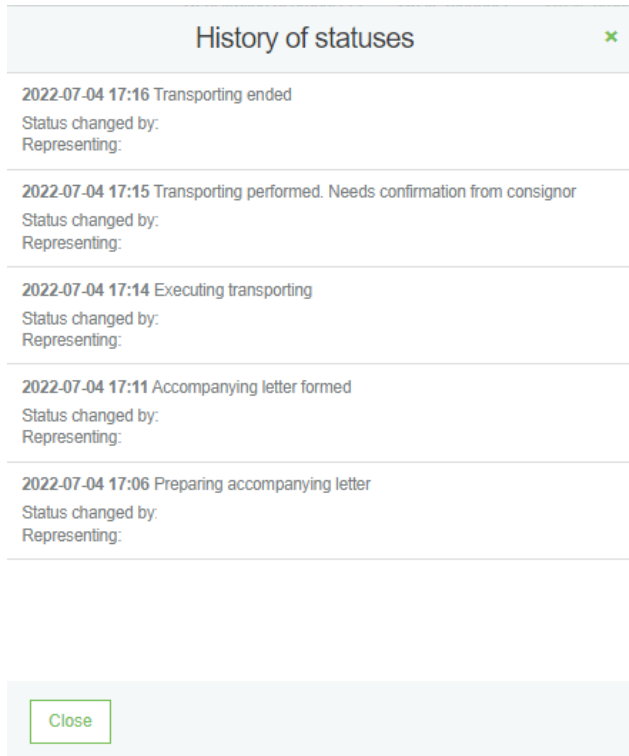 History of statuses
×
2022-07-04 17:16 Transporting ended
Status changed by:
Representing:
2022-07-04 17:15 Transporting performed. Needs confirmation from consignor
Status changed by:
Representing:
2022-07-04 17:14 Executing transporting
Status changed by:
Representing:
2022-07-04 17:11 Accompanying letter formed
Status changed by:
Representing:
2022-07-04 17:06 Preparing accompanying letter
Status changed by:
Representing:
Close